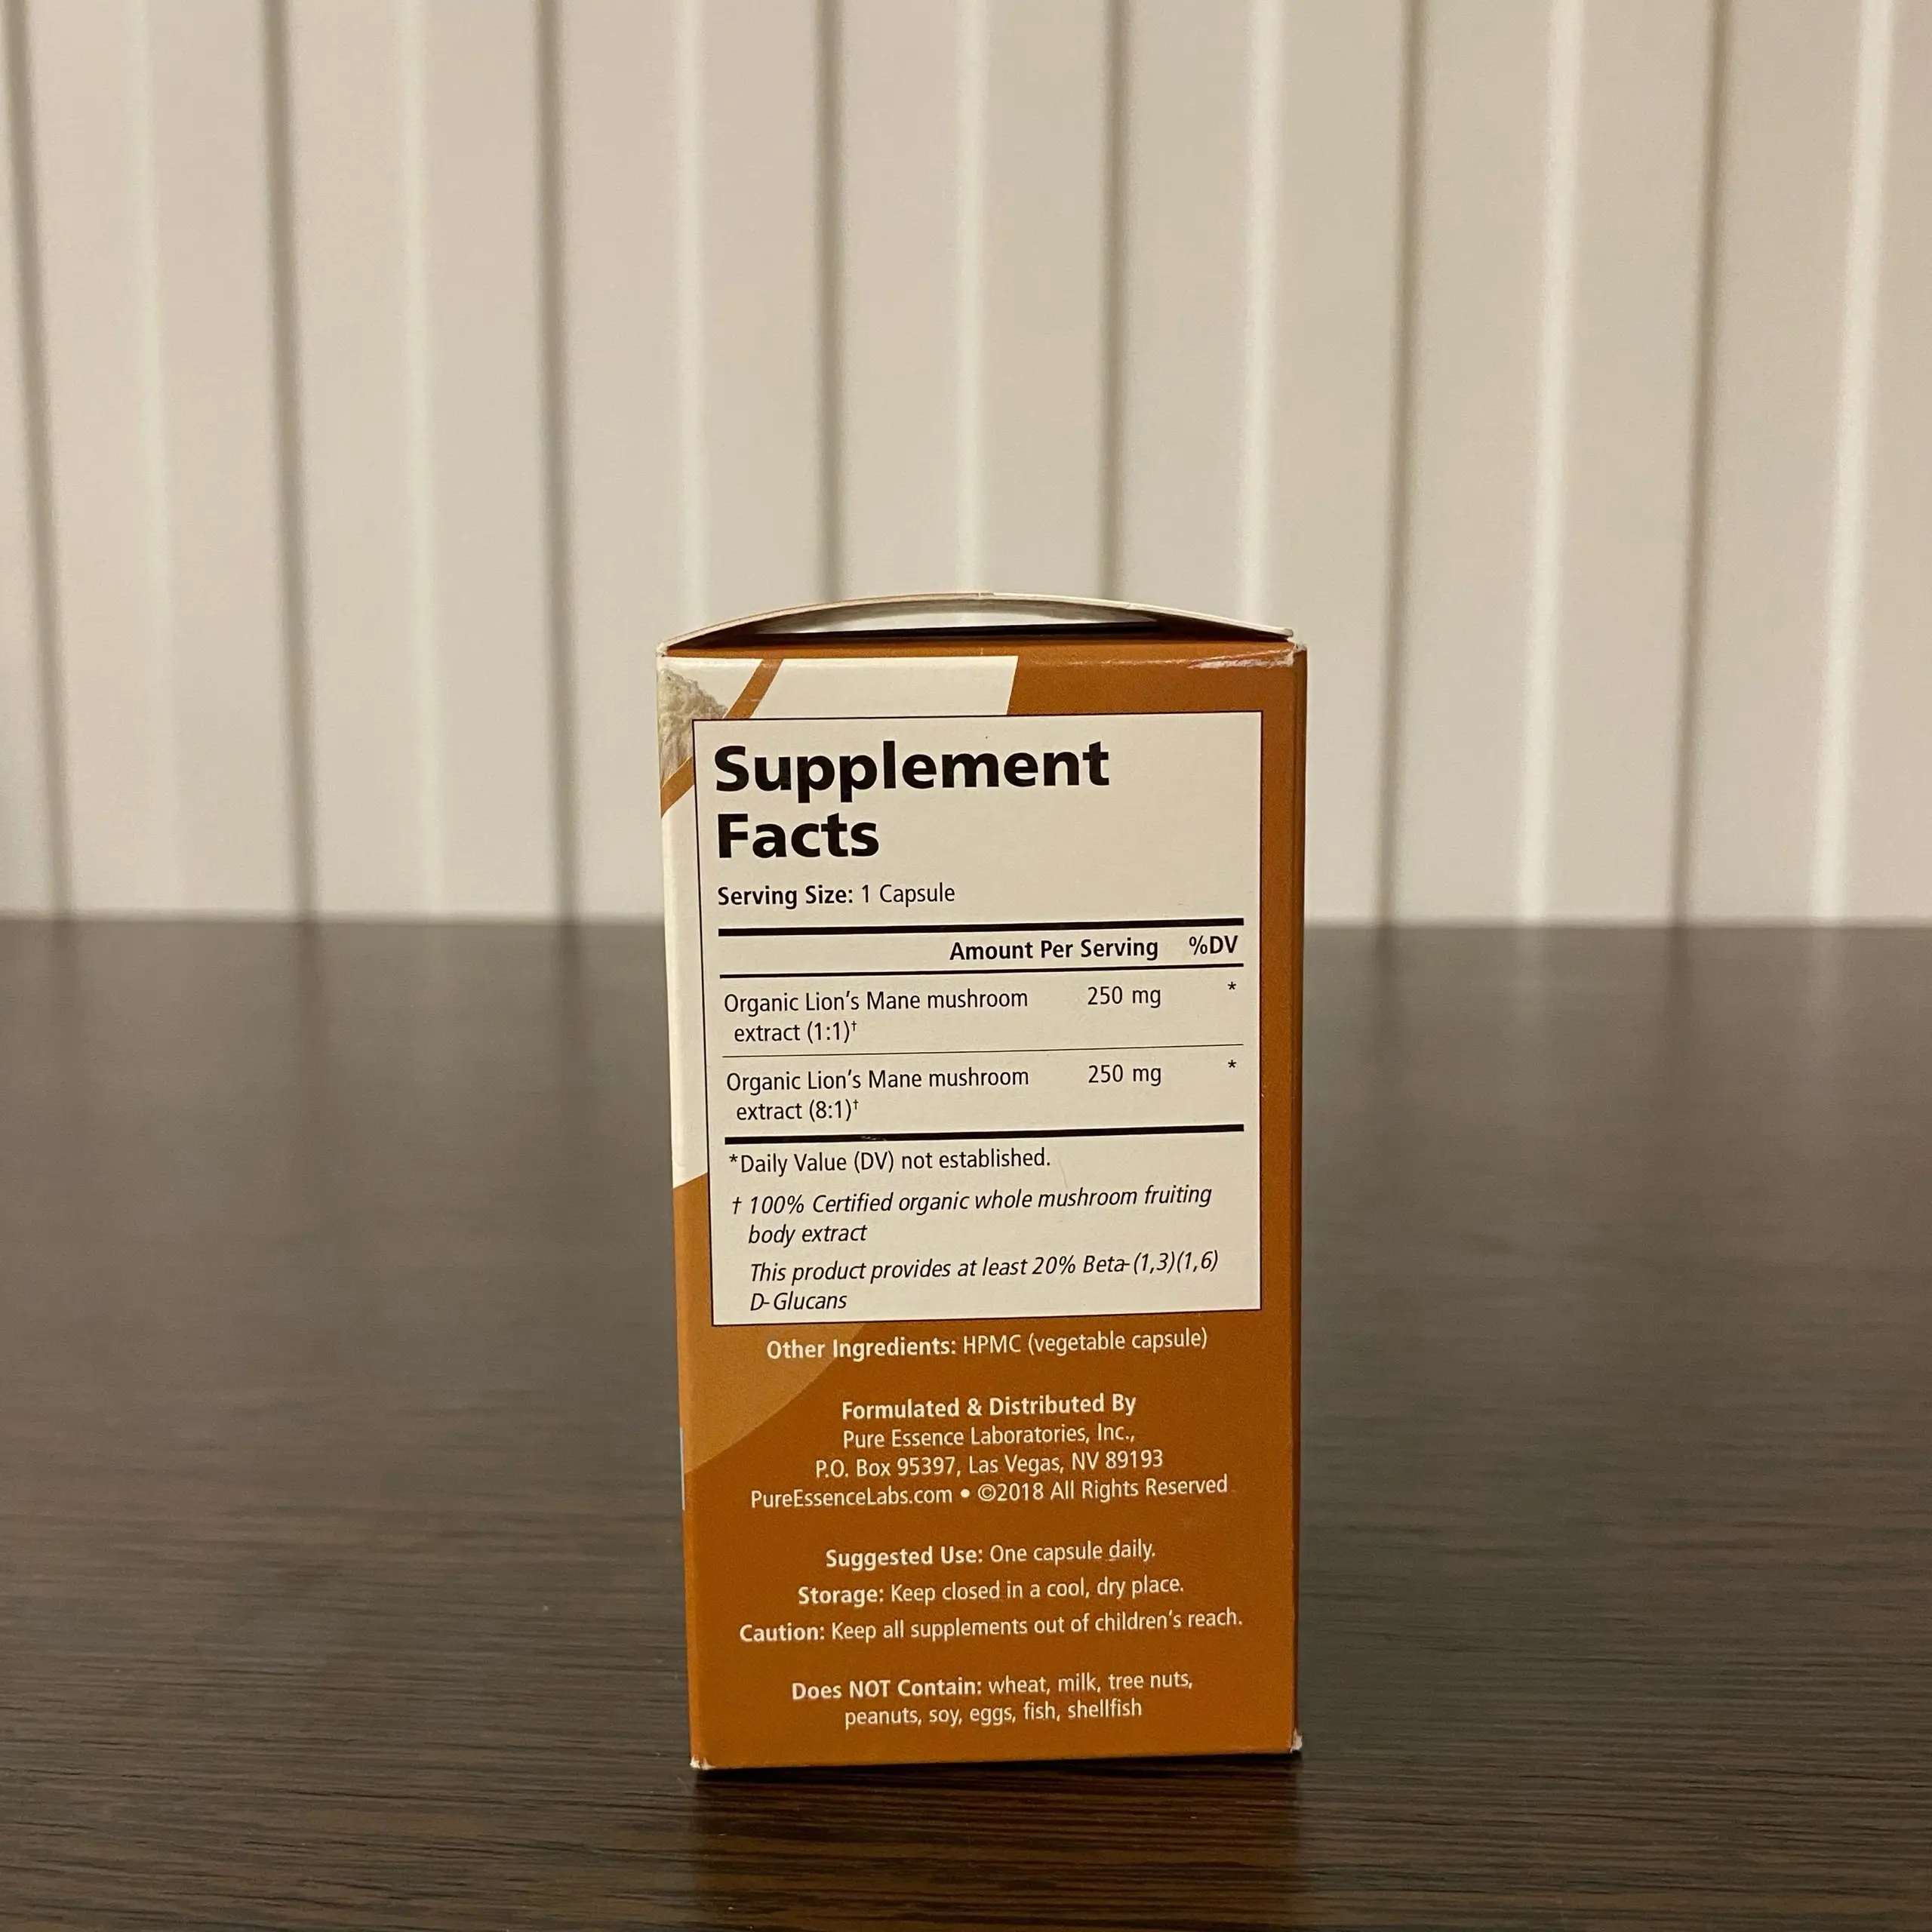 Supplement
Facts
Serving Size: 1 Capsule
Amount Per Serving %DV
Organic Lion's Mane mushroom 250 mg *
extract (1:1)†
Organic Lion's Mane mushroom 250 mg *
extract (8:1)†
*Daily Value (DV) not established.
† 100% Certified organic whole mushroom fruiting
body extract
This product provides at least 20% Beta-(1,3)(1,6)
D-Glucans
Other Ingredients: HPMC (vegetable capsule)
Formulated & Distributed By
Pure Essence Laboratories, Inc.,
P.O. Box 95397, Las Vegas, NV 89193
PureEssenceLabs.com • ©2018 All Rights Reserved
Suggested Use: One capsule daily.
Storage: Keep closed in a cool, dry place.
Caution: Keep all supplements out of children's reach.
Does NOT Contain: wheat, milk, tree nuts,
peanuts, soy, eggs, fish, shellfish